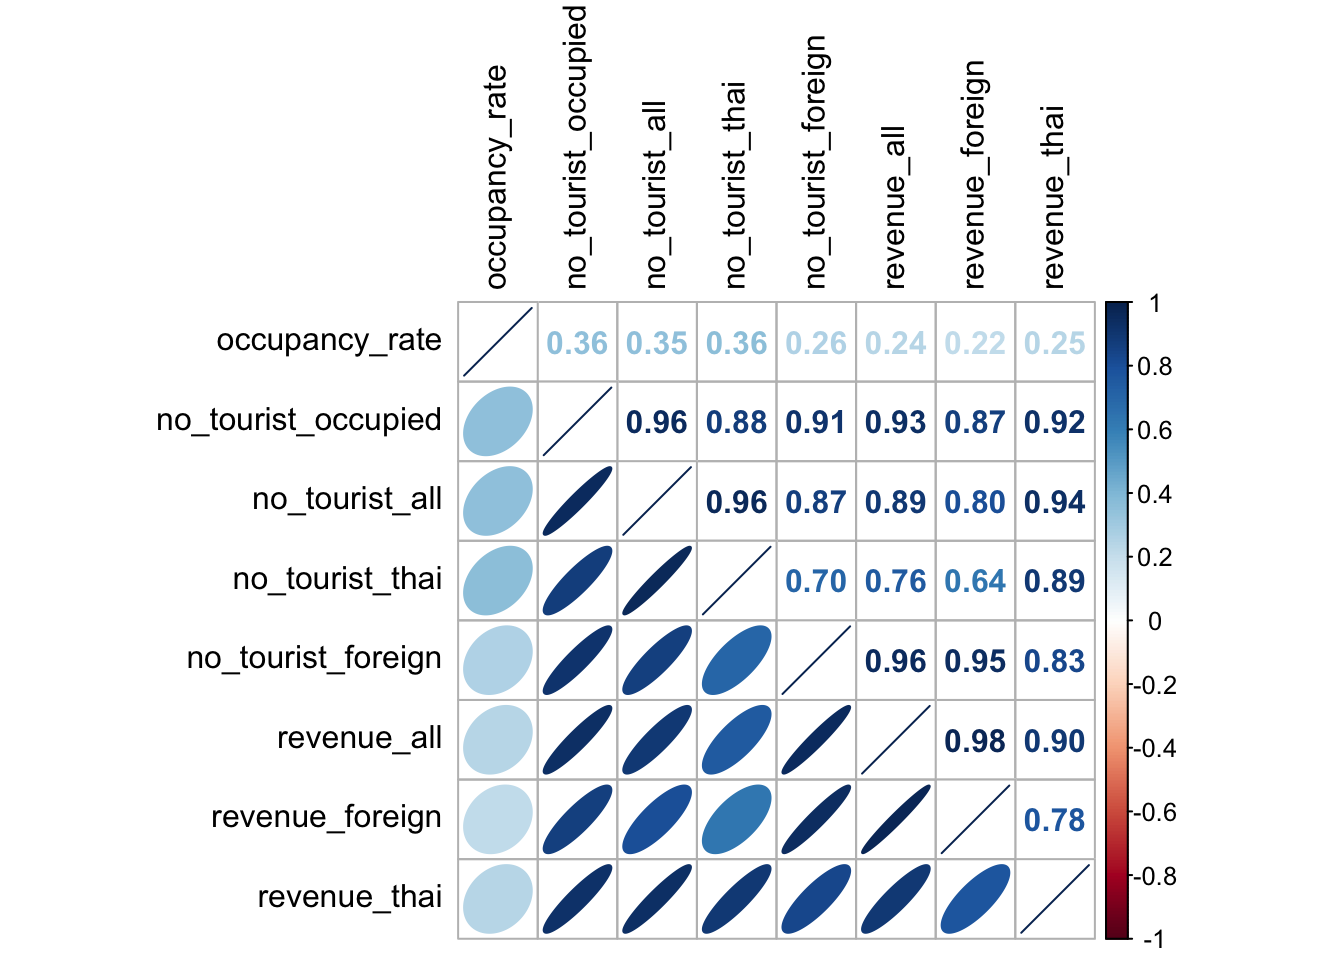 occupancy_rate
no_tourist_occupied
no_tourist_all
no_tourist_thai
no_tourist_foreign
revenue_all
revenue_foreign
revenue_thai
occupancy_rate 0.36 0.35 0.36 0.26 0.24 0.22 0.25
no_tourist_occupied 0.96 0.88 0.91 0.93 0.87 0.92
no_tourist_all 0.96 0.87 0.89 0.80 0.94
no_tourist_thai 0.70 0.76 0.64 0.89
no_tourist_foreign 0.96 0.95 0.83
revenue_all 0.98 0.90
revenue_foreign 0.78
revenue_thai
1
0.8
0.6
0.4
0.2
0
-0.2
-0.4
-0.6
-0.8
-1